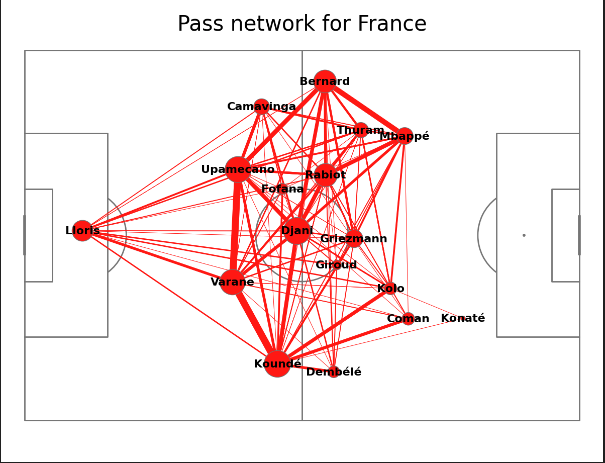 Pass network for France
Bernard
Camavinga
Thuram
Mbappé
Upamecano
Rabiot
Fofana
Lloris
Djani
Griezmann
Giroud
Varane
Kolo
Coman
Konaté
Koundé
Dembélé